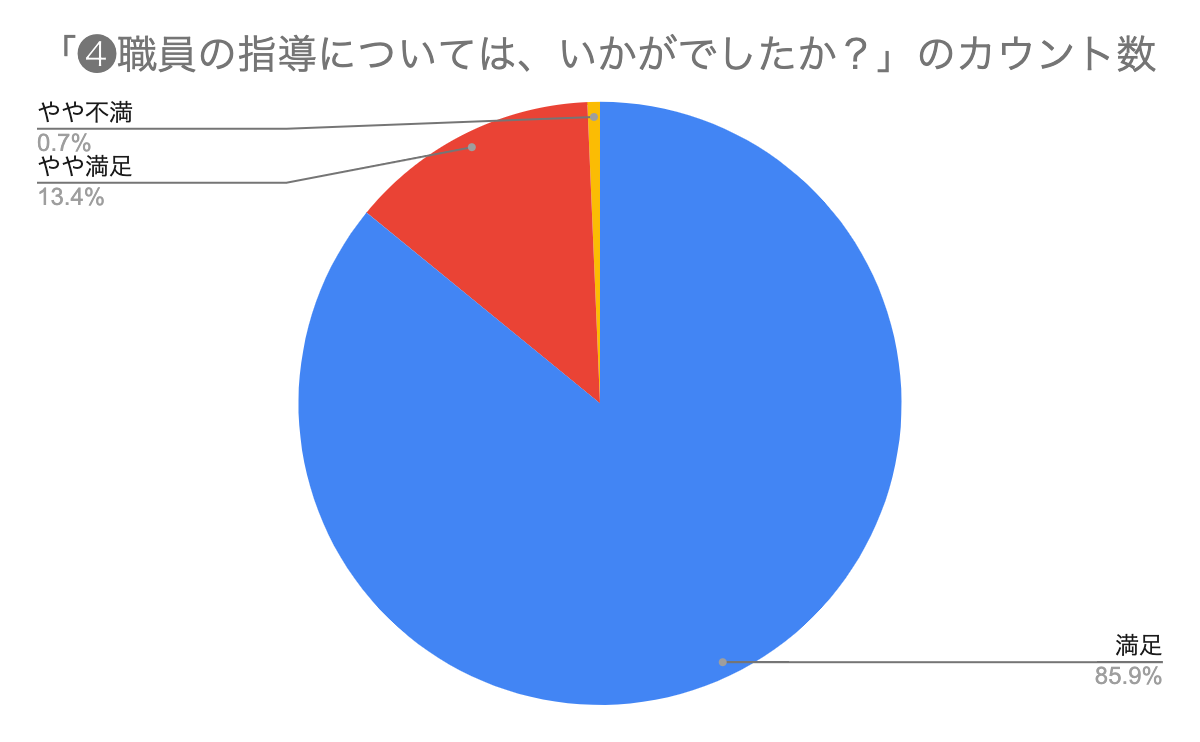 「❹職員の指導については、いかがでしたか？」のカウント数
やや不満
0.7%
やや満足
13.4%
満足
85.9%